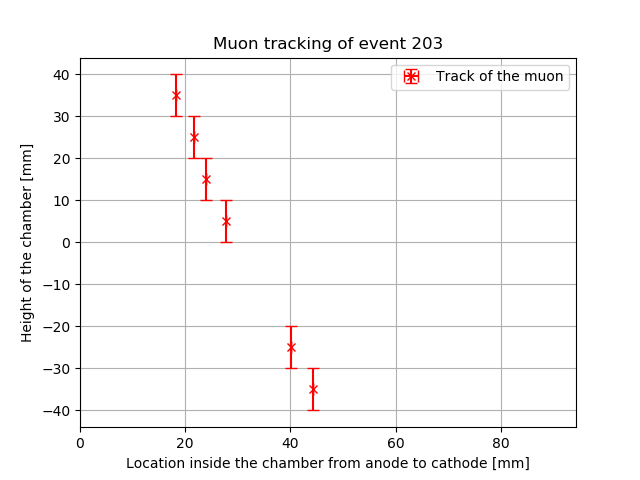 Muon tracking of event 203
Track of the muon
40
30
20
10
0
−10
−20
−30
−40
Height of the chamber [mm]
0 20 40 60 80
Location inside the chamber from anode to cathode [mm]